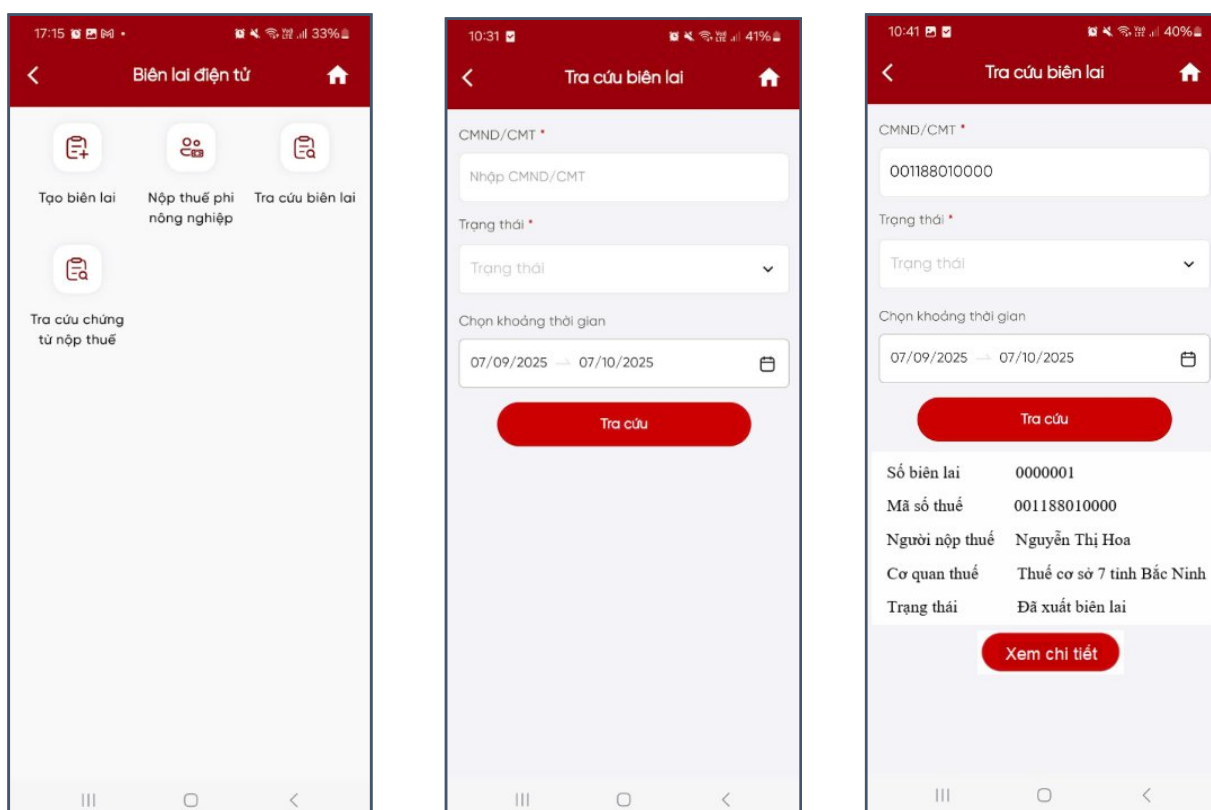 17:15
33%
Biên lai điện tử
Tạo biên lai
Nộp thuế phi nông nghiệp
Tra cứu biên lai
Tra cứu chứng từ nộp thuế
10:31
41%
Tra cứu biên lai
CMND/CMT *
Nhập CMND/CMT
Trạng thái *
Trạng thái
Chọn khoảng thời gian
07/09/2025 → 07/10/2025
Tra cứu
10:41
40%
Tra cứu biên lai
CMND/CMT *
001188010000
Trạng thái *
Trạng thái
Chọn khoảng thời gian
07/09/2025 → 07/10/2025
Tra cứu
Số biên lai 0000001
Mã số thuế 001188010000
Người nộp thuế Nguyễn Thị Hoa
Cơ quan thuế Thuế cơ sở 7 tỉnh Bắc Ninh
Trạng thái Đã xuất biên lai
Xem chi tiết